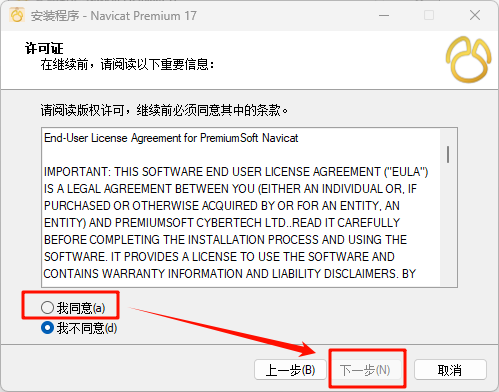 安装程序 - Navicat Premium 17
许可证
在继续前，请阅读以下重要信息：
请阅读版权许可，继续前必须同意其中的条款。
End-User License Agreement for PremiumSoft Navicat
IMPORTANT: THIS SOFTWARE END USER LICENSE AGREEMENT ("EULA")
IS A LEGAL AGREEMENT BETWEEN YOU (EITHER AN INDIVIDUAL OR, IF
PURCHASED OR OTHERWISE ACQUIRED BY OR FOR AN ENTITY, AN
ENTITY) AND PREMIUMSOFT CYBERTECH LTD..READ IT CAREFULLY
BEFORE COMPLETING THE INSTALLATION PROCESS AND USING THE
SOFTWARE. IT PROVIDES A LICENSE TO USE THE SOFTWARE AND
CONTAINS WARRANTY INFORMATION AND LIABILITY DISCLAIMERS. BY
我同意(a)
我不同意(d)
上一步(B) 下一步(N) 取消